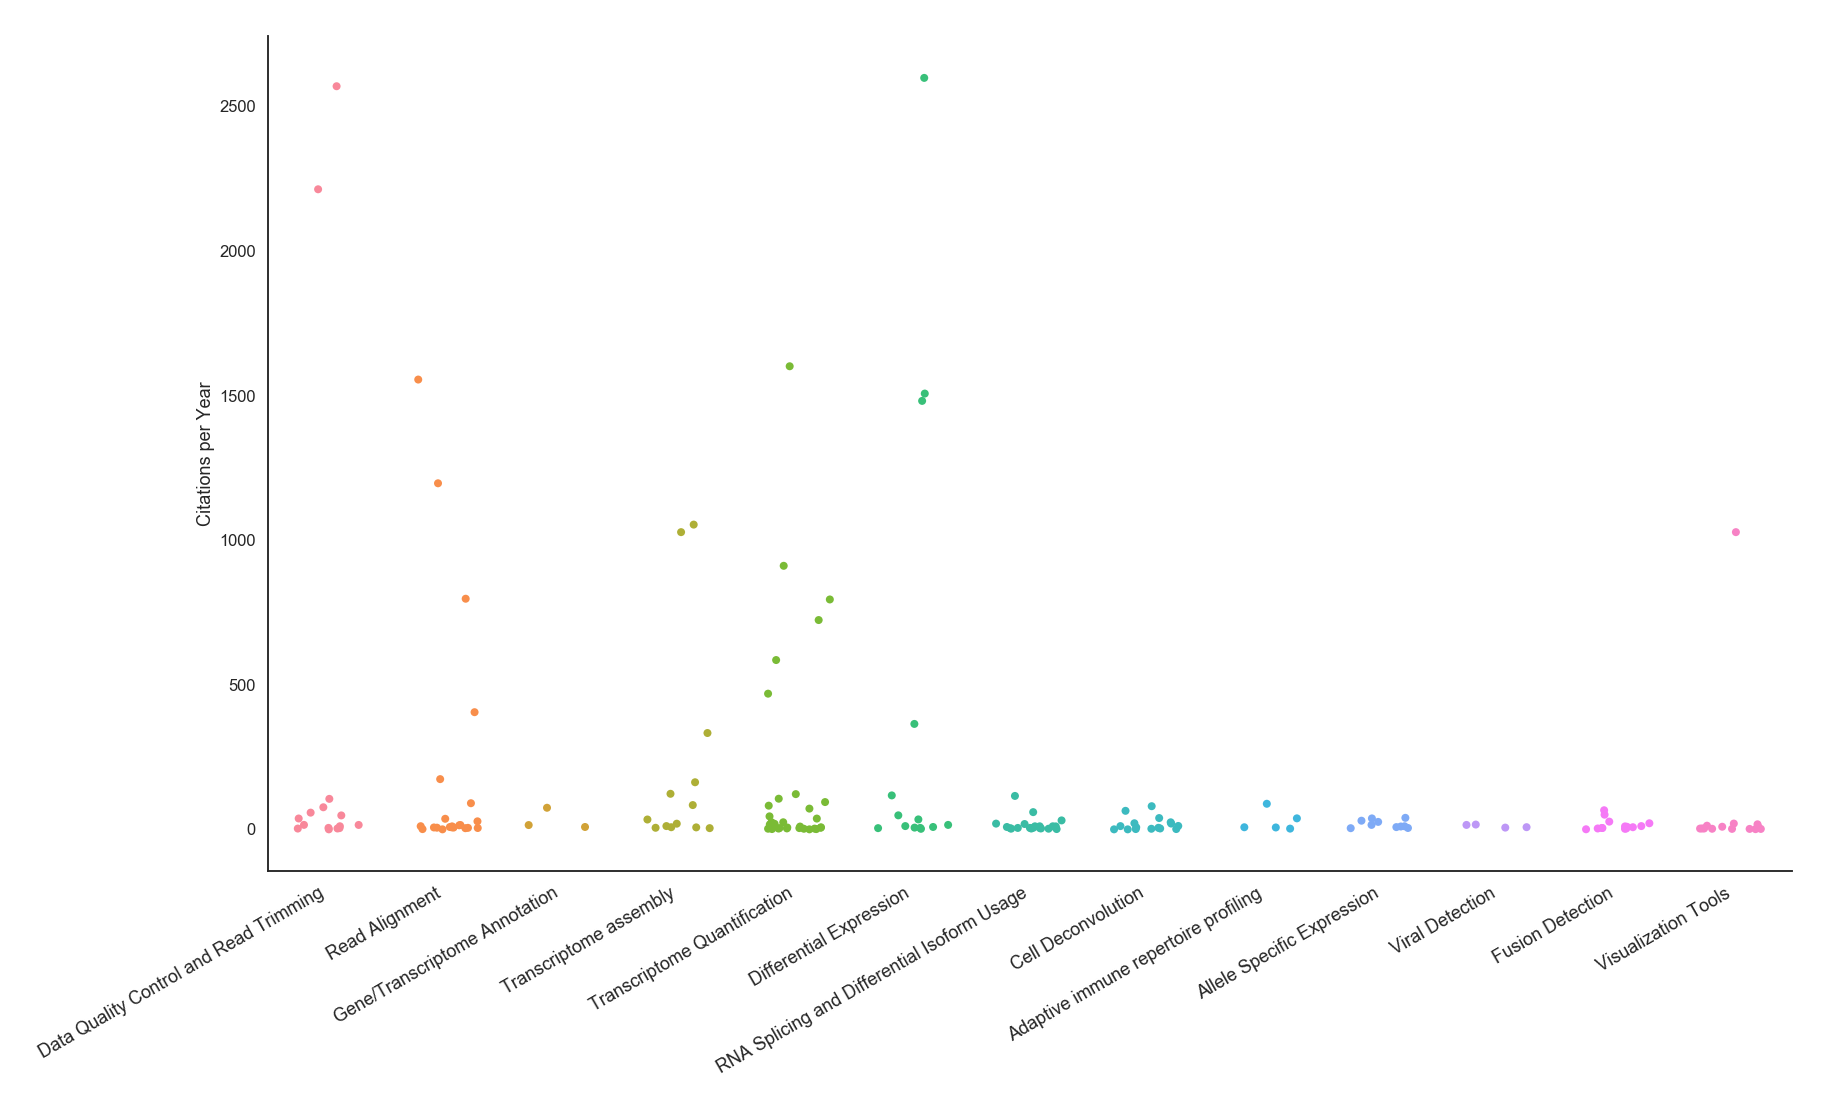 2500
2000
1500
1000
500
0
Citations per Year
Data Quality Control and Read Trimming
Read Alignment
Gene/Transcriptome Annotation
Transcriptome assembly
Transcriptome Quantification
Differential Expression
RNA Splicing and Differential Isoform Usage
Cell Deconvolution
Adaptive immune repertoire profiling
Allele Specific Expression
Viral Detection
Fusion Detection
Visualization Tools